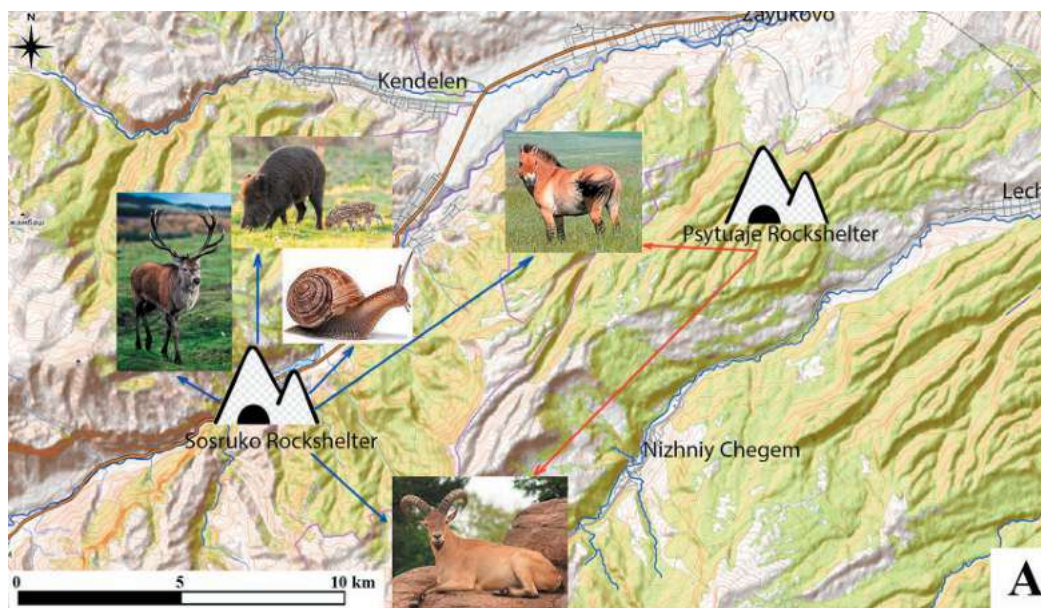 N
Zayukovo
Kendelen
Lech
Psytuaje Rockshelter
Sosruko Rockshelter
Nizhniy Chegem
0 5 10 km
A